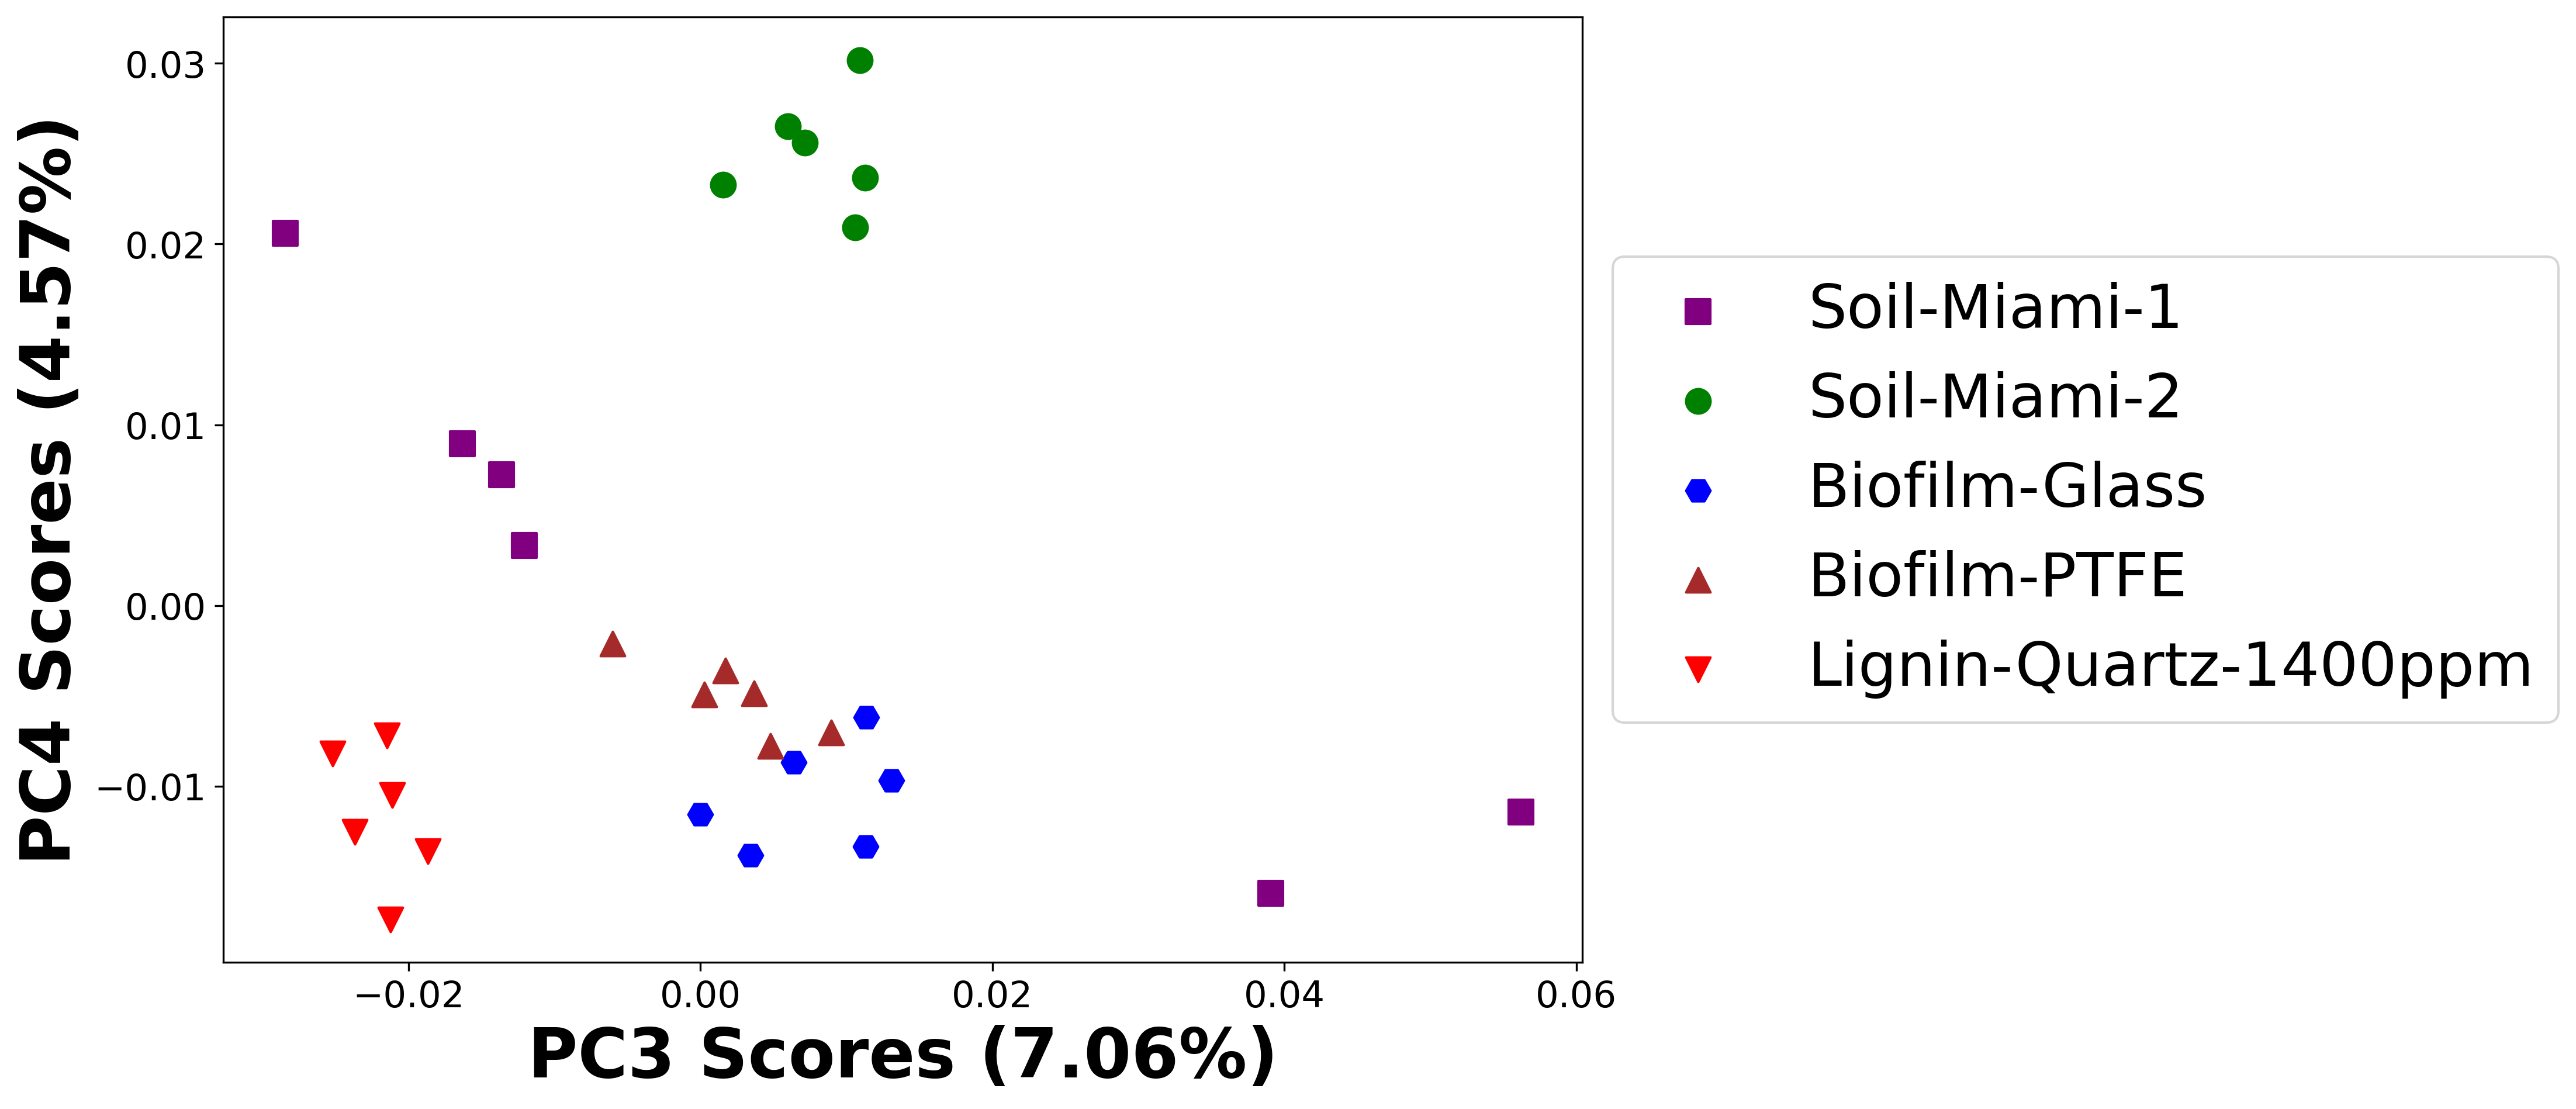 PC4 Scores (4.57%)
0.03
0.02
0.01
0.00
−0.01
−0.02
0.00
0.02
0.04
0.06
PC3 Scores (7.06%)
Soil-Miami-1
Soil-Miami-2
Biofilm-Glass
Biofilm-PTFE
Lignin-Quartz-1400ppm